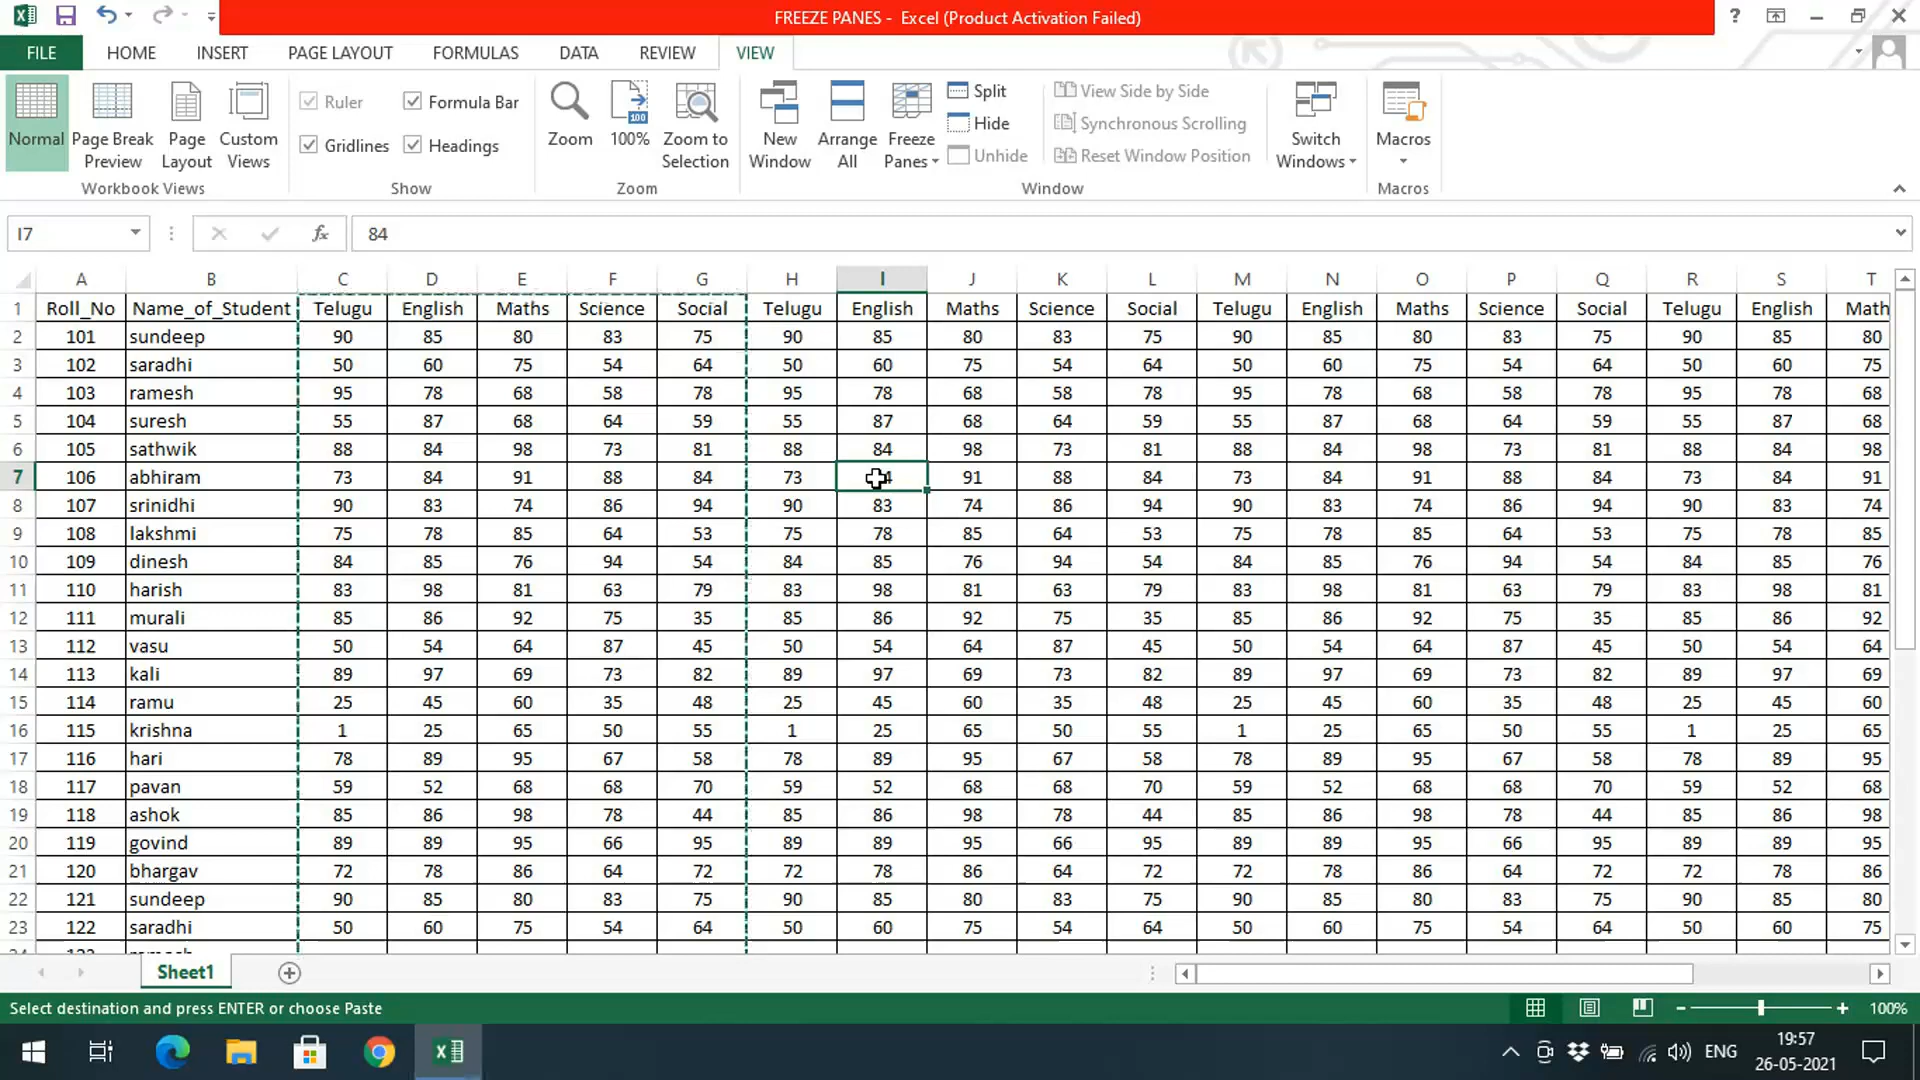 FREEZE PANES - Excel (Product Activation Failed)
FILE HOME INSERT PAGE LAYOUT FORMULAS DATA REVIEW VIEW
Normal Page Break Preview Page Layout Custom Views
Workbook Views
Ruler Formula Bar
Gridlines Headings
Show
Zoom 100% Zoom to Selection
Zoom
New Window Arrange All Freeze Panes
Split View Side by Side
Hide Synchronous Scrolling
Unhide Reset Window Position
Window
Switch Windows
Macros
Macros
I7 fx 84
A B C D E F G H I J K L M N O P Q R S T
1 Roll_No Name_of_Student Telugu English Maths Science Social Telugu English Maths Science Social Telugu English Maths Science Social Telugu English Math
2 101 sundeep 90 85 80 83 75 90 85 80 83 75 90 85 80 83 75 90 85 80
3 102 saradhi 50 60 75 54 64 50 60 75 54 64 50 60 75 54 64 50 60 75
4 103 ramesh 95 78 68 58 78 95 78 68 58 78 95 78 68 58 78 95 78 68
5 104 suresh 55 87 68 64 59 55 87 68 64 59 55 87 68 64 59 55 87 68
6 105 sathwik 88 84 98 73 81 88 84 98 73 81 88 84 98 73 81 88 84 98
7 106 abhiram 73 84 91 88 84 73 91 88 84 73 84 91 88 84 73 84 91
8 107 srinidhi 90 83 74 86 94 90 83 74 86 94 90 83 74 86 94 90 83 74
9 108 lakshmi 75 78 85 64 53 75 78 85 64 53 75 78 85 64 53 75 78 85
10 109 dinesh 84 85 76 94 54 84 85 76 94 54 84 85 76 94 54 84 85 76
11 110 harish 83 98 81 63 79 83 98 81 63 79 83 98 81 63 79 83 98 81
12 111 murali 85 86 92 75 35 85 86 92 75 35 85 86 92 75 35 85 86 92
13 112 vasu 50 54 64 87 45 50 54 64 87 45 50 54 64 87 45 50 54 64
14 113 kali 89 97 69 73 82 89 97 69 73 82 89 97 69 73 82 89 97 69
15 114 ramu 25 45 60 35 48 25 45 60 35 48 25 45 60 35 48 25 45 60
16 115 krishna 1 25 65 50 55 1 25 65 50 55 1 25 65 50 55 1 25 65
17 116 hari 78 89 95 67 58 78 89 95 67 58 78 89 95 67 58 78 89 95
18 117 pavan 59 52 68 68 70 59 52 68 68 70 59 52 68 68 70 59 52 68
19 118 ashok 85 86 98 78 44 85 86 98 78 44 85 86 98 78 44 85 86 98
20 119 govind 89 89 95 66 95 89 89 95 66 95 89 89 95 66 95 89 89 95
21 120 bhargav 72 78 86 64 72 72 78 86 64 72 72 78 86 64 72 72 78 86
22 121 sundeep 90 85 80 83 75 90 85 80 83 75 90 85 80 83 75 90 85 80
23 122 saradhi 50 60 75 54 64 50 60 75 54 64 50 60 75 54 64 50 60 75
Sheet1
Select destination and press ENTER or choose Paste 100%
ENG 19:57
26-05-2021